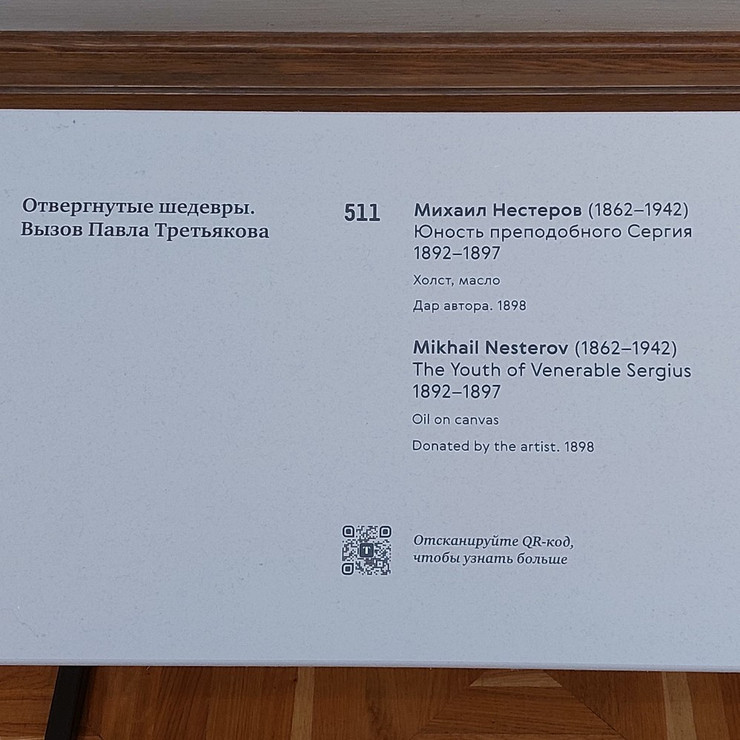 Отвергнутые шедевры.
Вызов Павла Третьякова
511
Михаил Нестеров (1862–1942)
Юность преподобного Сергия
1892–1897
Холст, масло
Дар автора. 1898
Mikhail Nesterov (1862–1942)
The Youth of Venerable Sergius
1892–1897
Oil on canvas
Donated by the artist. 1898
Отсканируйте QR-код,
чтобы узнать больше